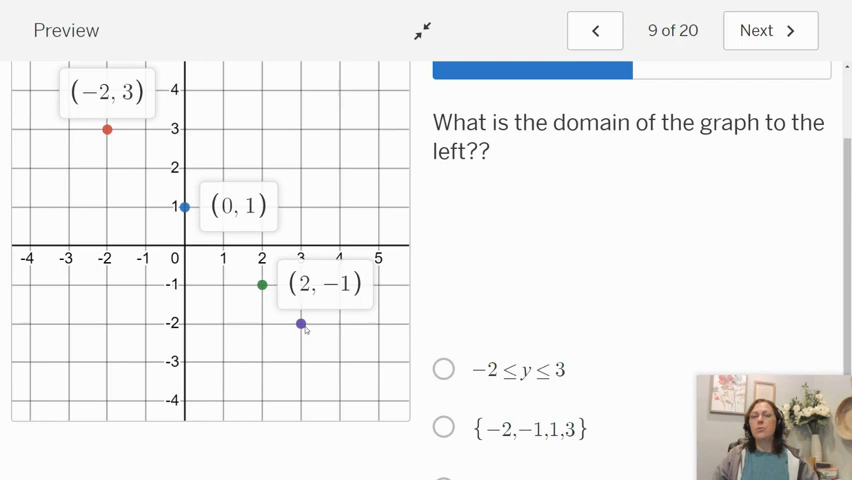 Preview
9 of 20
Next
(−2, 3)
4
3
2
1
(0, 1)
-4 -3 -2 -1 0 1 2 3 4 5
(2, −1)
-1
-2
-3
-4
What is the domain of the graph to the
left??
−2 ≤ y ≤ 3
{−2,−1,1,3}